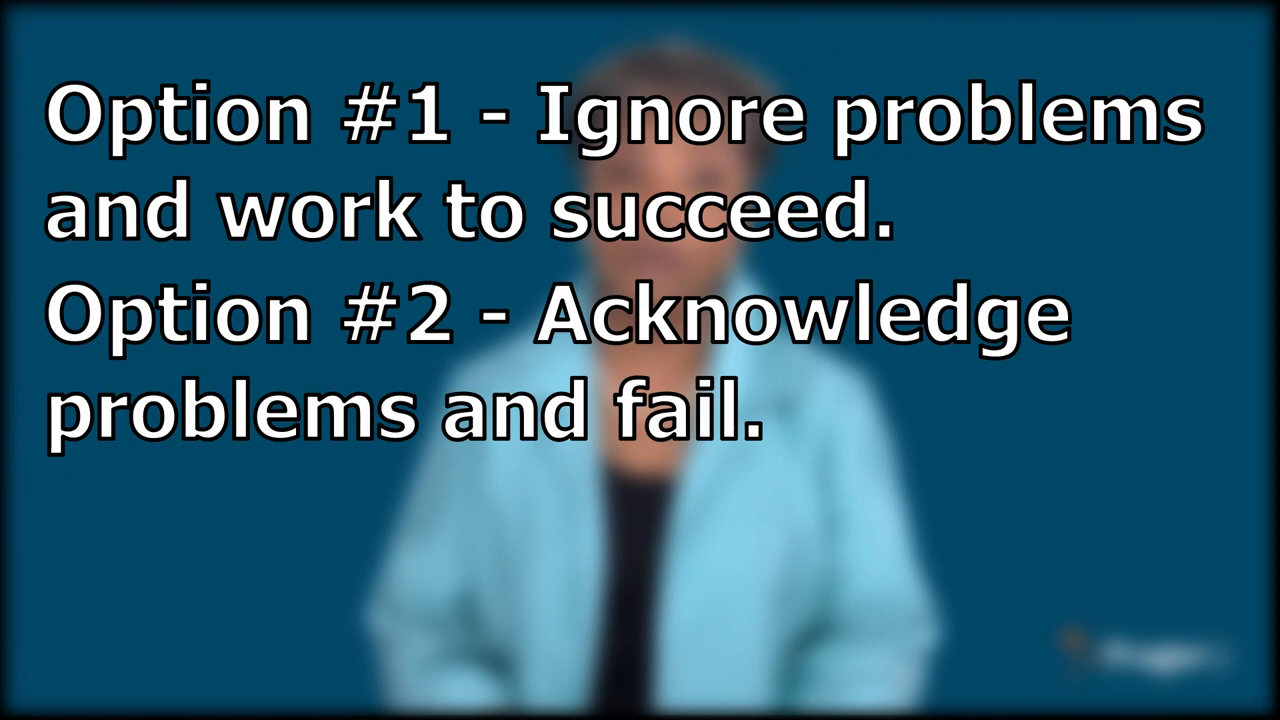 Option #1 - Ignore problems
and work to succeed.
Option #2 - Acknowledge
problems and fail.